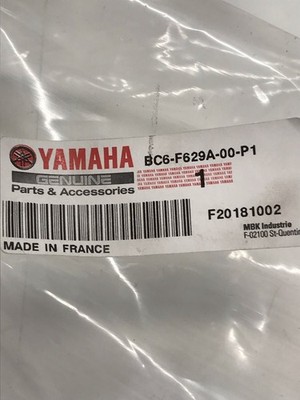 YAMAHA BC6-F629A-00-P1
GENUINE
Parts & Accessories
1
F20181002
MADE IN FRANCE
MBK Industrie
F-02100 St-Quentin